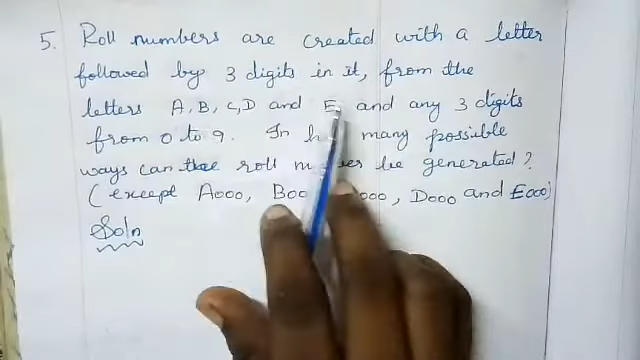 5. Roll numbers are created with a letter
followed by 3 digits in it, from the
letters A, B, C, D and E, and any 3 digits
from 0 to 9. In many possible
ways can the roll be generated?
(except A000, D000 and E000)
Soln